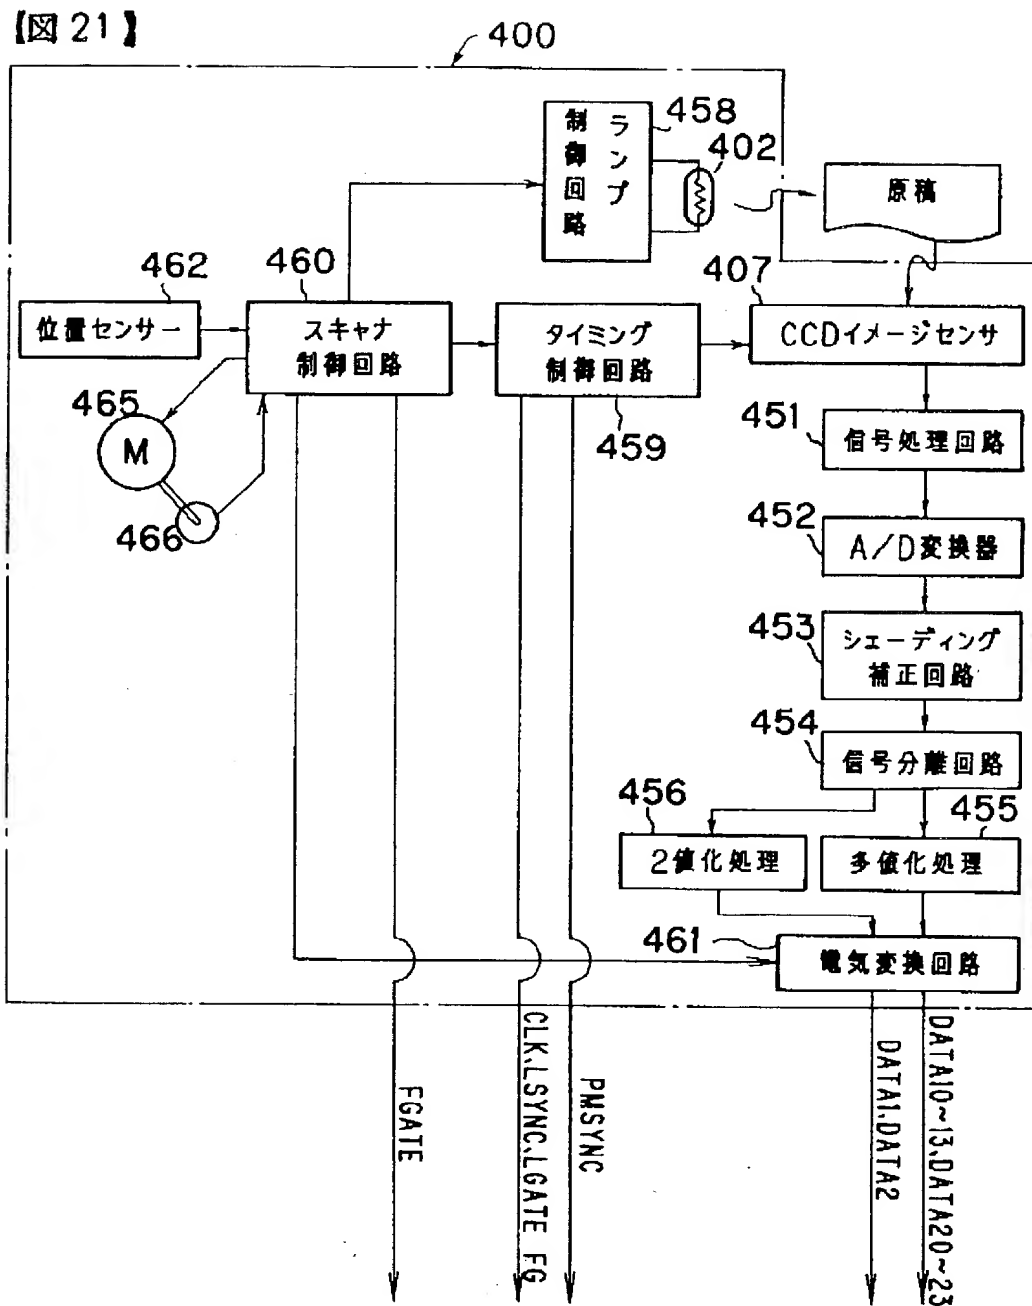 【図 21】
400
制御回路
ランプ
458
402
原稿
462
460
407
位置センサー
スキャナ
制御回路
タイミング
制御回路
CCDイメージセンサ
465
M
466
459
451
信号処理回路
452
A/D変換器
453
シェーディング
補正回路
454
信号分離回路
456
455
2値化処理
多値化処理
461
電気変換回路
FGATE
CLK、LSYNC、LGATE FG
PMSYNC
DATA1、DATA2
DATA10~13、DATA20~23